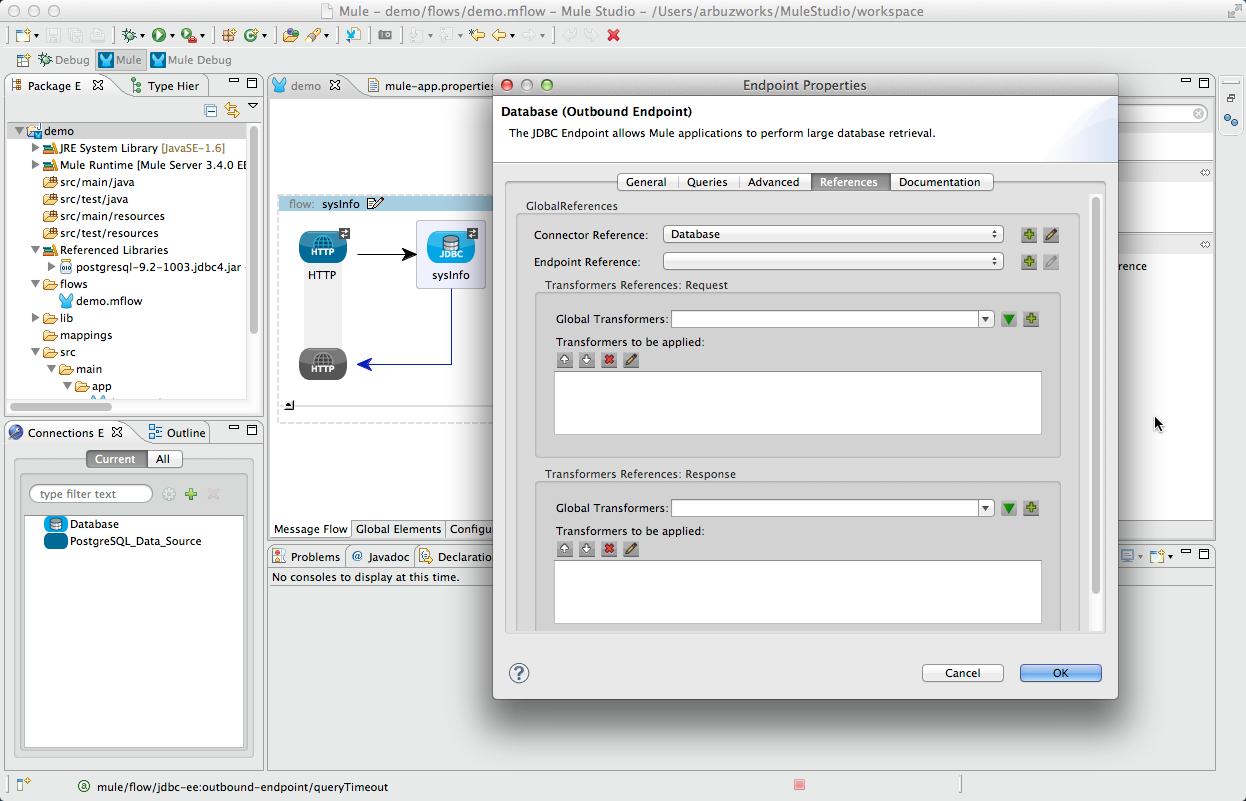 Mule – demo/flows/demo.mflow – Mule Studio – /Users/arbuzworks/MuleStudio/workspace
Debug Mule Mule Debug
Package E Type Hier
demo
JRE System Library [JavaSE-1.6]
Mule Runtime [Mule Server 3.4.0 EE
src/main/java
src/test/java
src/main/resources
src/test/resources
Referenced Libraries
postgresql-9.2-1003.jdbc4.jar
flows
demo.mflow
lib
mappings
src
main
app
Connections E Outline
Current All
type filter text
Database
PostgreSQL_Data_Source
demo mule-app.properties
flow: sysInfo
HTTP
HTTP
JDBC
sysInfo
HTTP
Message Flow Global Elements Configu
Problems @ Javadoc Declaratio
No consoles to display at this time.
Endpoint Properties
Database (Outbound Endpoint)
The JDBC Endpoint allows Mule applications to perform large database retrieval.
General Queries Advanced References Documentation
GlobalReferences
Connector Reference: Database
Endpoint Reference:
Transformers References: Request
Global Transformers:
Transformers to be applied:
Transformers References: Response
Global Transformers:
Transformers to be applied:
? Cancel OK
rence
mule/flow/jdbc-ee:outbound-endpoint/queryTimeout